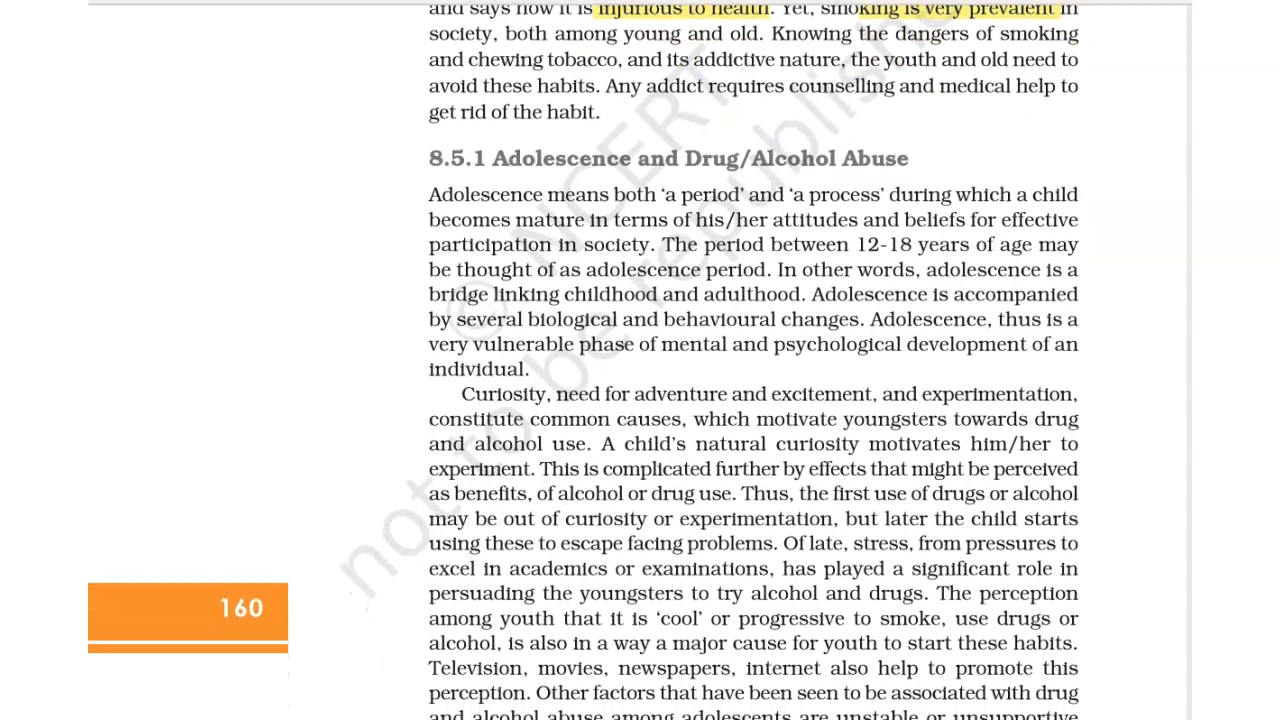 and says how it is injurious to health. Yet, smoking is very prevalent in
society, both among young and old. Knowing the dangers of smoking
and chewing tobacco, and its addictive nature, the youth and old need to
avoid these habits. Any addict requires counselling and medical help to
get rid of the habit.
8.5.1 Adolescence and Drug/Alcohol Abuse
Adolescence means both ‘a period’ and ‘a process’ during which a child
becomes mature in terms of his/her attitudes and beliefs for effective
participation in society. The period between 12-18 years of age may
be thought of as adolescence period. In other words, adolescence is a
bridge linking childhood and adulthood. Adolescence is accompanied
by several biological and behavioural changes. Adolescence, thus is a
very vulnerable phase of mental and psychological development of an
individual.
Curiosity, need for adventure and excitement, and experimentation,
constitute common causes, which motivate youngsters towards drug
and alcohol use. A child’s natural curiosity motivates him/her to
experiment. This is complicated further by effects that might be perceived
as benefits, of alcohol or drug use. Thus, the first use of drugs or alcohol
may be out of curiosity or experimentation, but later the child starts
using these to escape facing problems. Of late, stress, from pressures to
excel in academics or examinations, has played a significant role in
persuading the youngsters to try alcohol and drugs. The perception
among youth that it is ‘cool’ or progressive to smoke, use drugs or
alcohol, is also in a way a major cause for youth to start these habits.
Television, movies, newspapers, internet also help to promote this
perception. Other factors that have been seen to be associated with drug
and alcohol abuse among adolescents are unstable or unsupportive
160
© NCERT
not to be republished